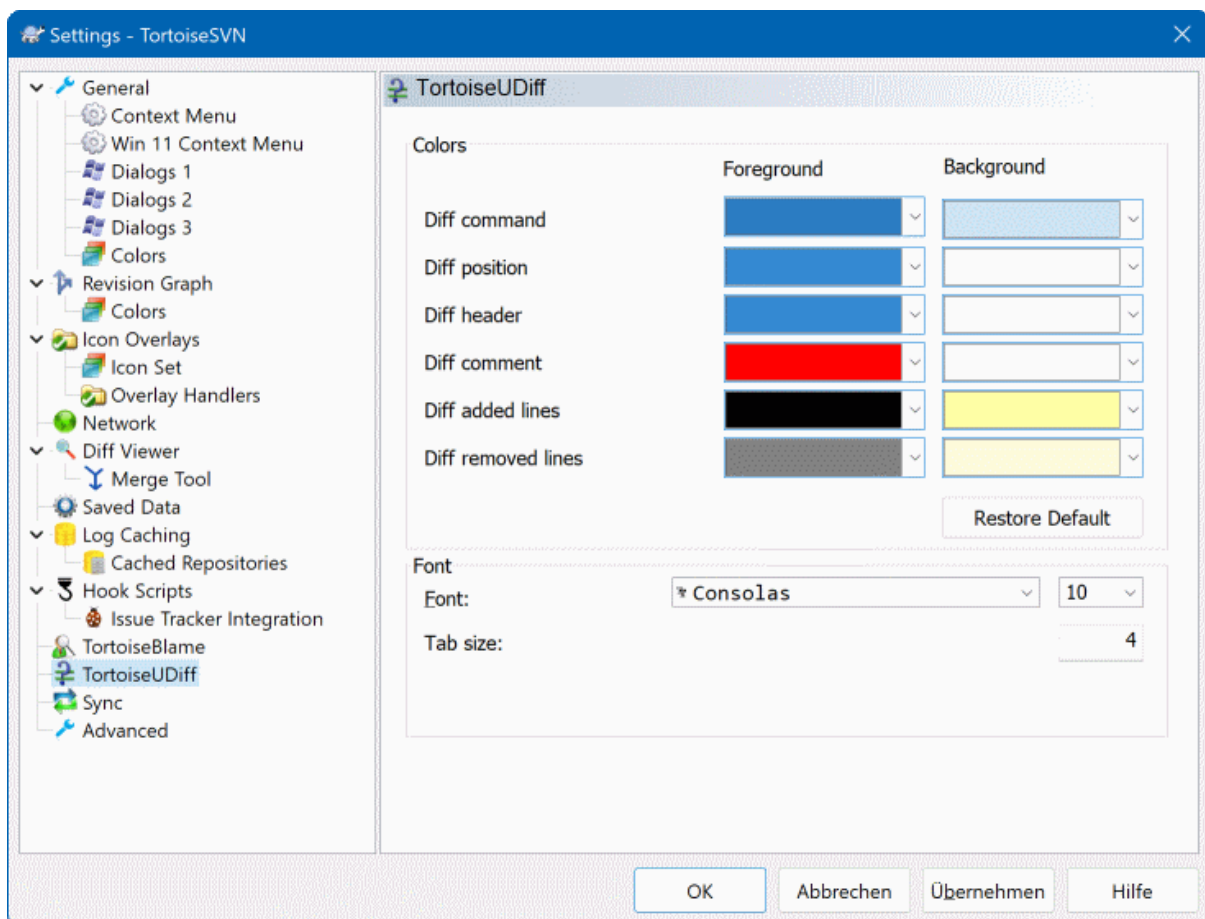 Settings - TortoiseSVN
General
Context Menu
Win 11 Context Menu
Dialogs 1
Dialogs 2
Dialogs 3
Colors
Revision Graph
Colors
Icon Overlays
Icon Set
Overlay Handlers
Network
Diff Viewer
Merge Tool
Saved Data
Log Caching
Cached Repositories
Hook Scripts
Issue Tracker Integration
TortoiseBlame
TortoiseUDiff
Sync
Advanced
TortoiseUDiff
Colors
Foreground Background
Diff command
Diff position
Diff header
Diff comment
Diff added lines
Diff removed lines
Restore Default
Font
Font: Consolas 10
Tab size: 4
OK Abbrechen Übernehmen Hilfe